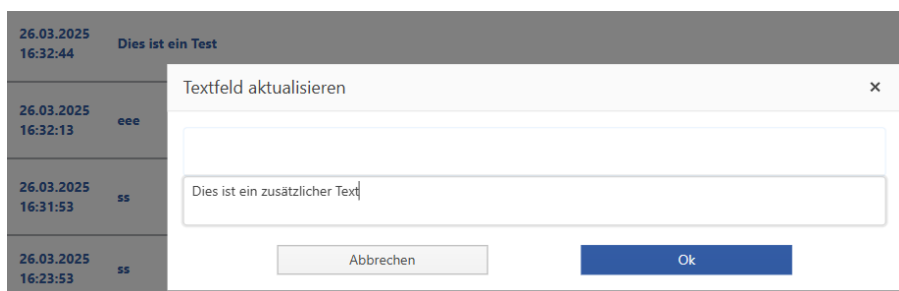 26.03.2025
16:32:44
Dies ist ein Test
Textfeld aktualisieren
×
26.03.2025
16:32:13
eee
Dies ist ein zusätzlicher Text
26.03.2025
16:31:53
ss
Abbrechen
Ok
26.03.2025
16:23:53
ss